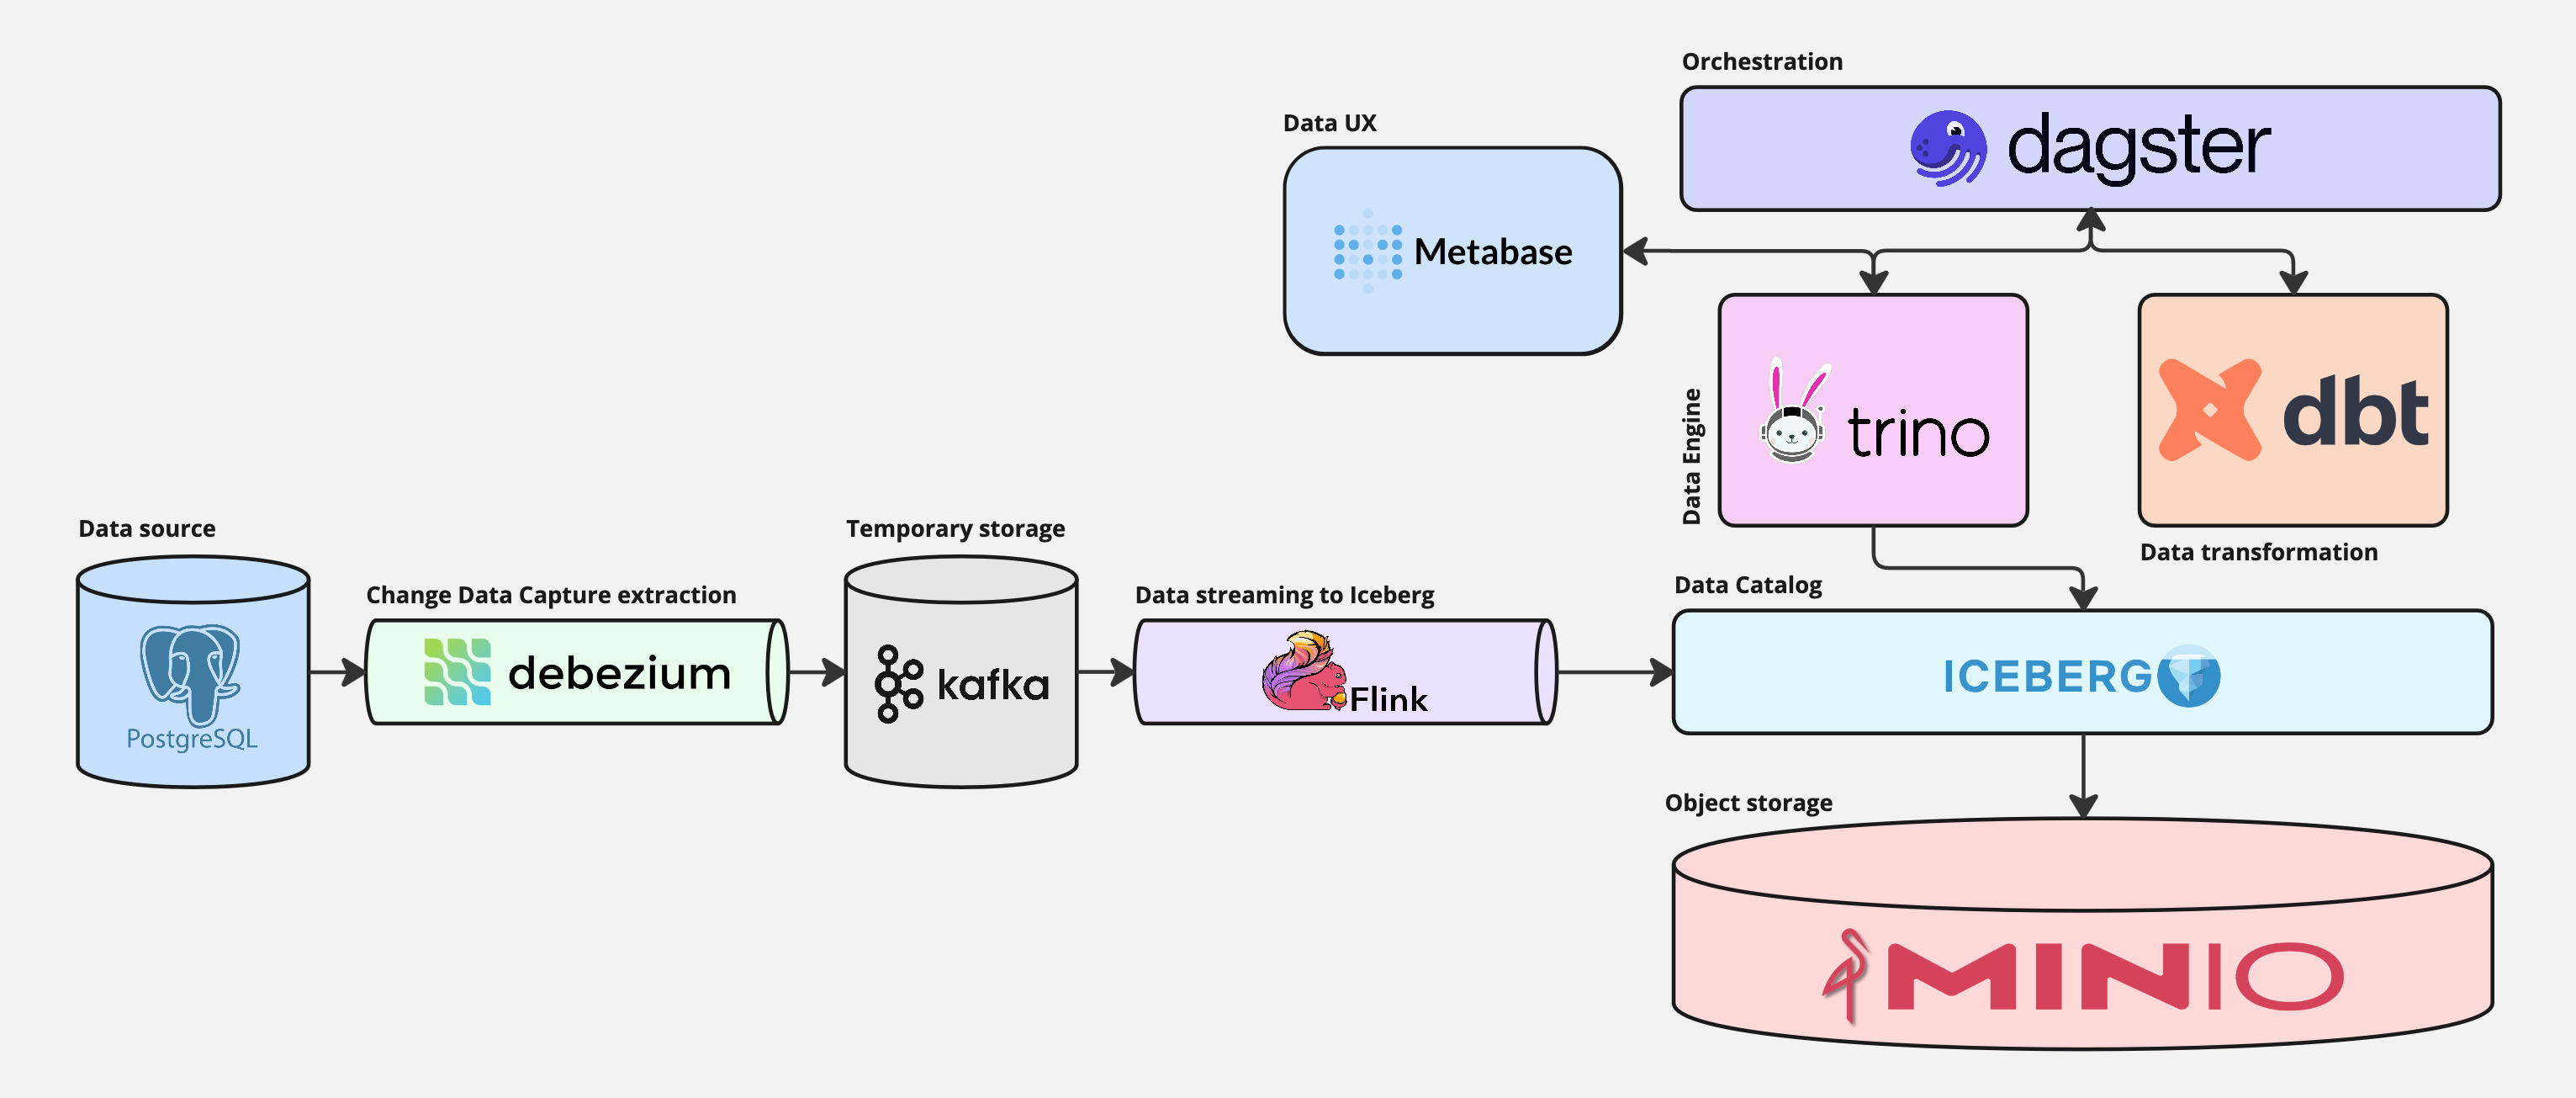 Orchestration
dagster
Data UX
Metabase
Data Engine
trino
dbt
Data transformation
Data source
PostgreSQL
Change Data Capture extraction
debezium
Temporary storage
kafka
Data streaming to Iceberg
Flink
Data Catalog
ICEBERG
Object storage
MINIO